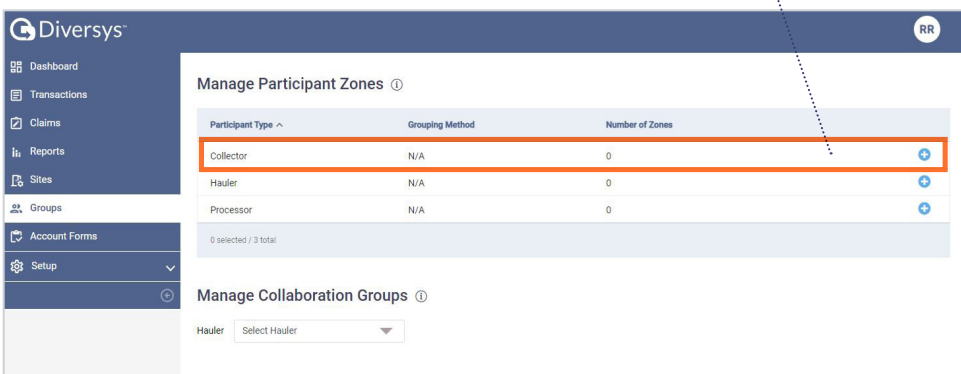 Diversys™
RR
Dashboard
Transactions
Claims
Reports
Sites
Groups
Account Forms
Setup
Manage Participant Zones
Participant Type Grouping Method Number of Zones
Collector N/A 0
Hauler N/A 0
Processor N/A 0
0 selected / 3 total
Manage Collaboration Groups
Hauler Select Hauler